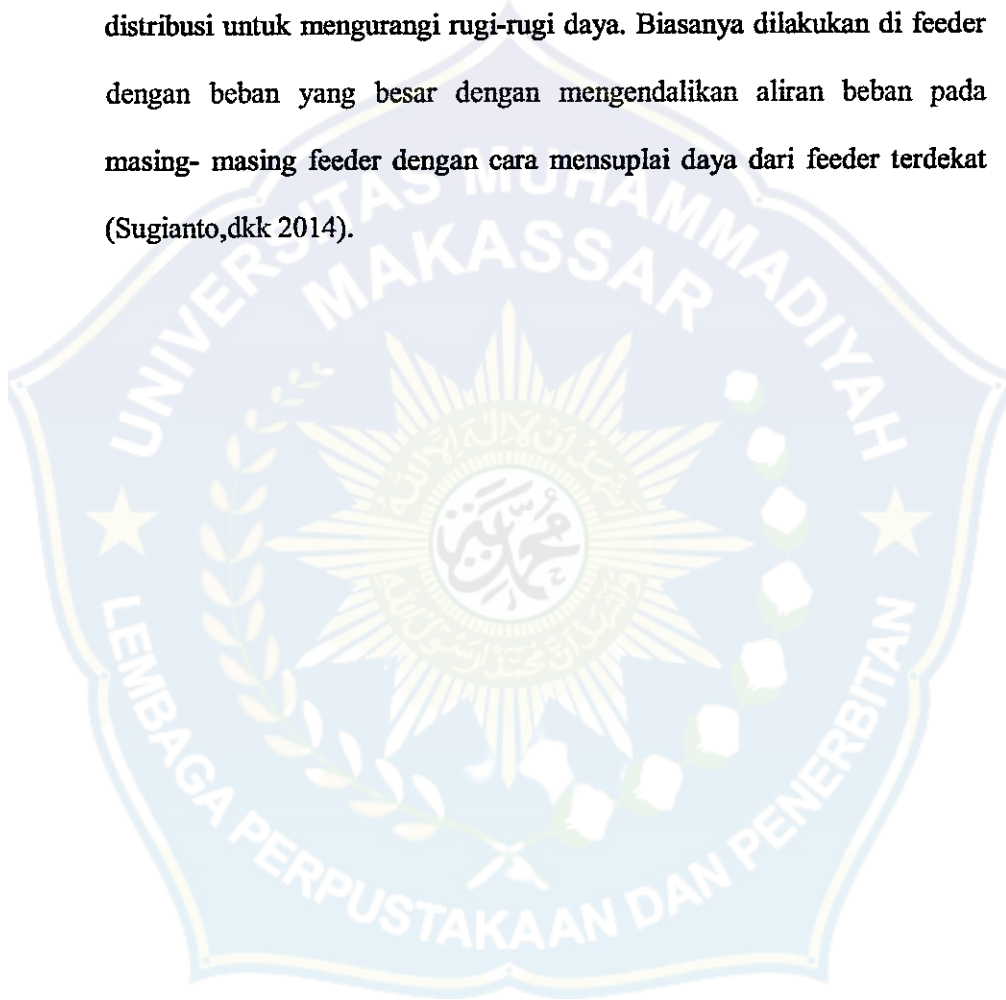 distribusi untuk mengurangi rugi-rugi daya. Biasanya dilakukan di feeder
dengan beban yang besar dengan mengendalikan aliran beban pada
masing- masing feeder dengan cara mensuplai daya dari feeder terdekat
(Sugianto,dkk 2014).
UNIVERSITAS MUHAMMADIYAH
MAKASSAR
LEMBAGA PERPUSTAKAAN DAN PENERBITAN